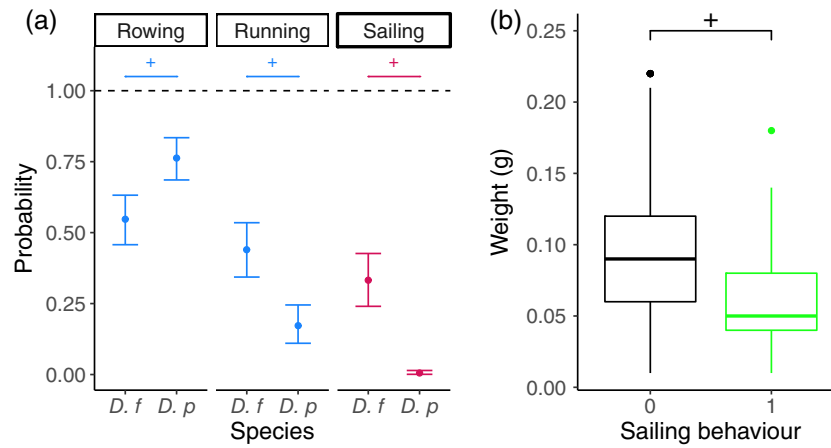 (a)
Rowing Running Sailing
+ + +
1.00
0.75
0.50
0.25
0.00
Probability
D. f D. p D. f D. p D. f D. p
Species
(b)
+
0.25
0.20
0.15
0.10
0.05
0.00
Weight (g)
0 1
Sailing behaviour